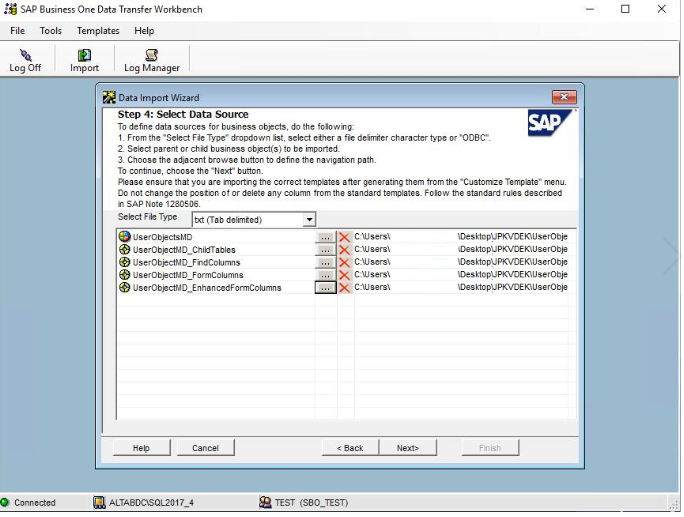 SAP Business One Data Transfer Workbench
File Tools Templates Help
Log Off Import Log Manager
Data Import Wizard
Step 4: Select Data Source
SAP
To define data sources for business objects, do the following:
1. From the "Select File Type" dropdown list, select either a file delimiter character type or "ODBC".
2. Select parent or child business object(s) to be imported.
3. Choose the adjacent browse button to define the navigation path.
To continue, choose the "Next" button.
Please ensure that you are importing the correct templates after generating them from the "Customize Template" menu.
Do not change the position of or delete any column from the standard templates. Follow the standard rules described
in SAP Note 1280506.
Select File Type txt (Tab delimited)
UserObjectsMD ... C:\Users\ \Desktop\JPKVDEK\UserObje
UserObjectMD_ChildTables ... C:\Users\ \Desktop\JPKVDEK\UserObje
UserObjectMD_FindColumns ... C:\Users\ \Desktop\JPKVDEK\UserObje
UserObjectMD_FormColumns ... C:\Users\ \Desktop\JPKVDEK\UserObje
UserObjectMD_EnhancedFormColumns ... C:\Users\ \Desktop\JPKVDEK\UserObje
Help Cancel < Back Next> Finish
Connected ALTABDC\SQL2017_4 TEST (SBO_TEST)